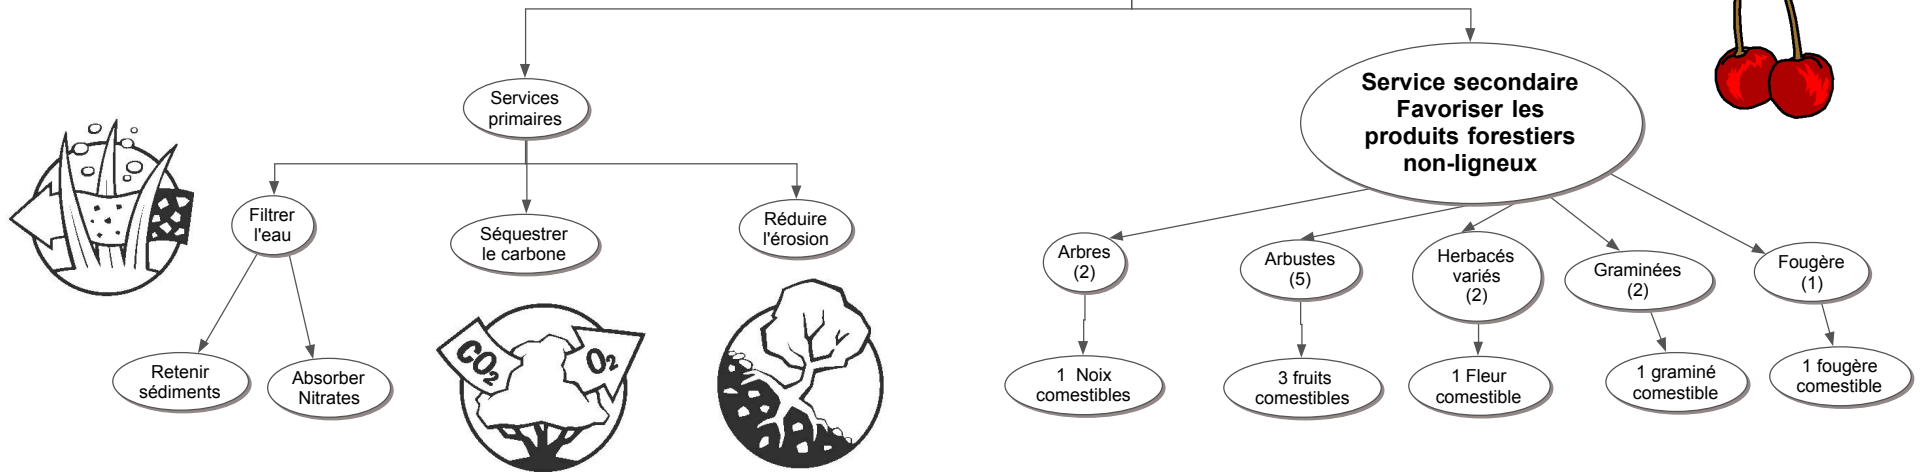 Services
primaires
Service secondaire
Favoriser les
produits forestiers
non-ligneux
Filtrer
l'eau
Séquestrer
le carbone
Réduire
l'érosion
Retenir
sédiments
Absorber
Nitrates
CO2
O2
Arbres
(2)
Arbustes
(5)
Herbacés
variés
(2)
Graminées
(2)
Fougère
(1)
1 Noix
comestibles
3 fruits
comestibles
1 Fleur
comestible
1 graminé
comestible
1 fougère
comestible